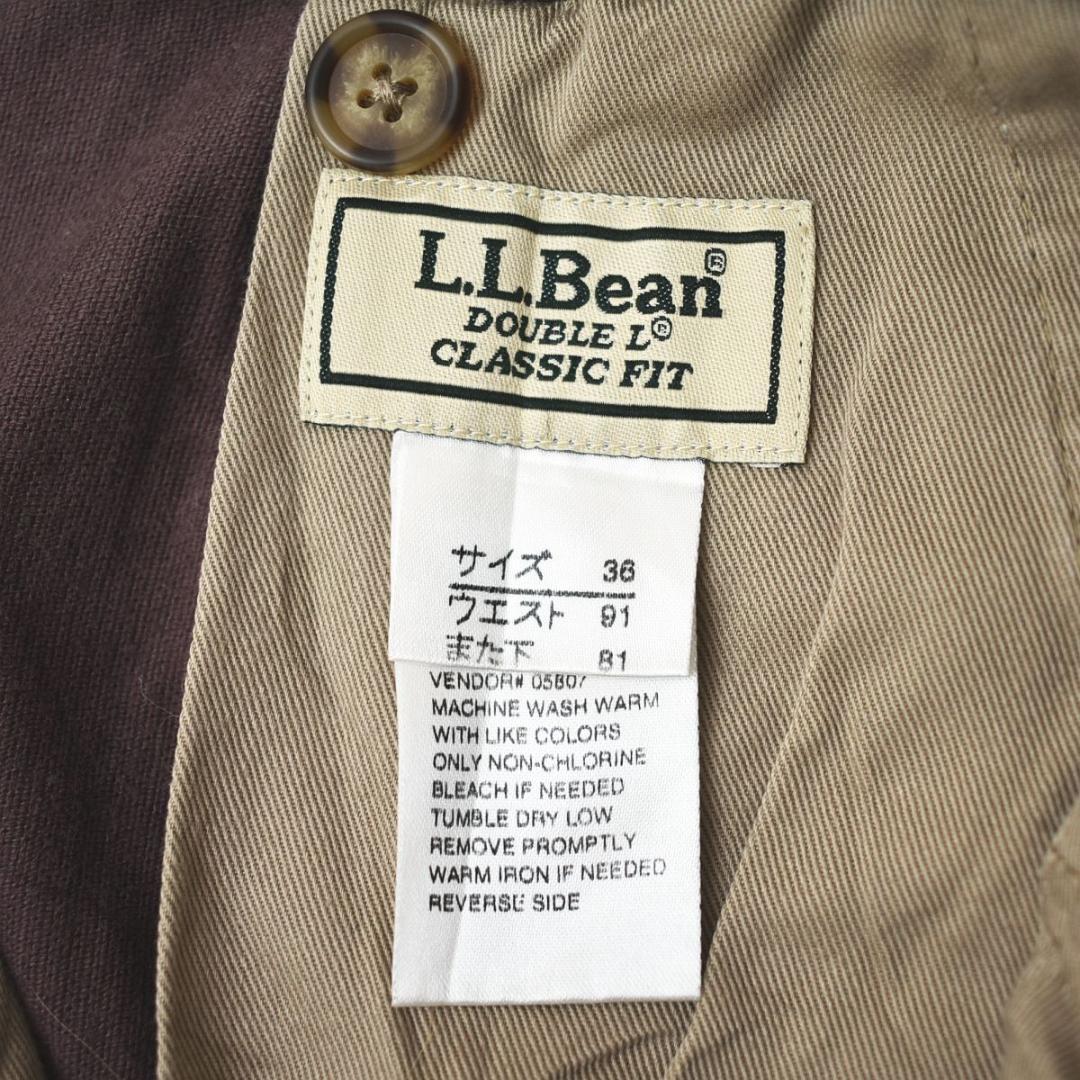 L.L.Bean®
DOUBLE L®
CLASSIC FIT
サイズ 36
ウエスト 91
また下 81
VENDOR# 05807
MACHINE WASH WARM
WITH LIKE COLORS
ONLY NON-CHLORINE
BLEACH IF NEEDED
TUMBLE DRY LOW
REMOVE PROMPTLY
WARM IRON IF NEEDED
REVERSE SIDE